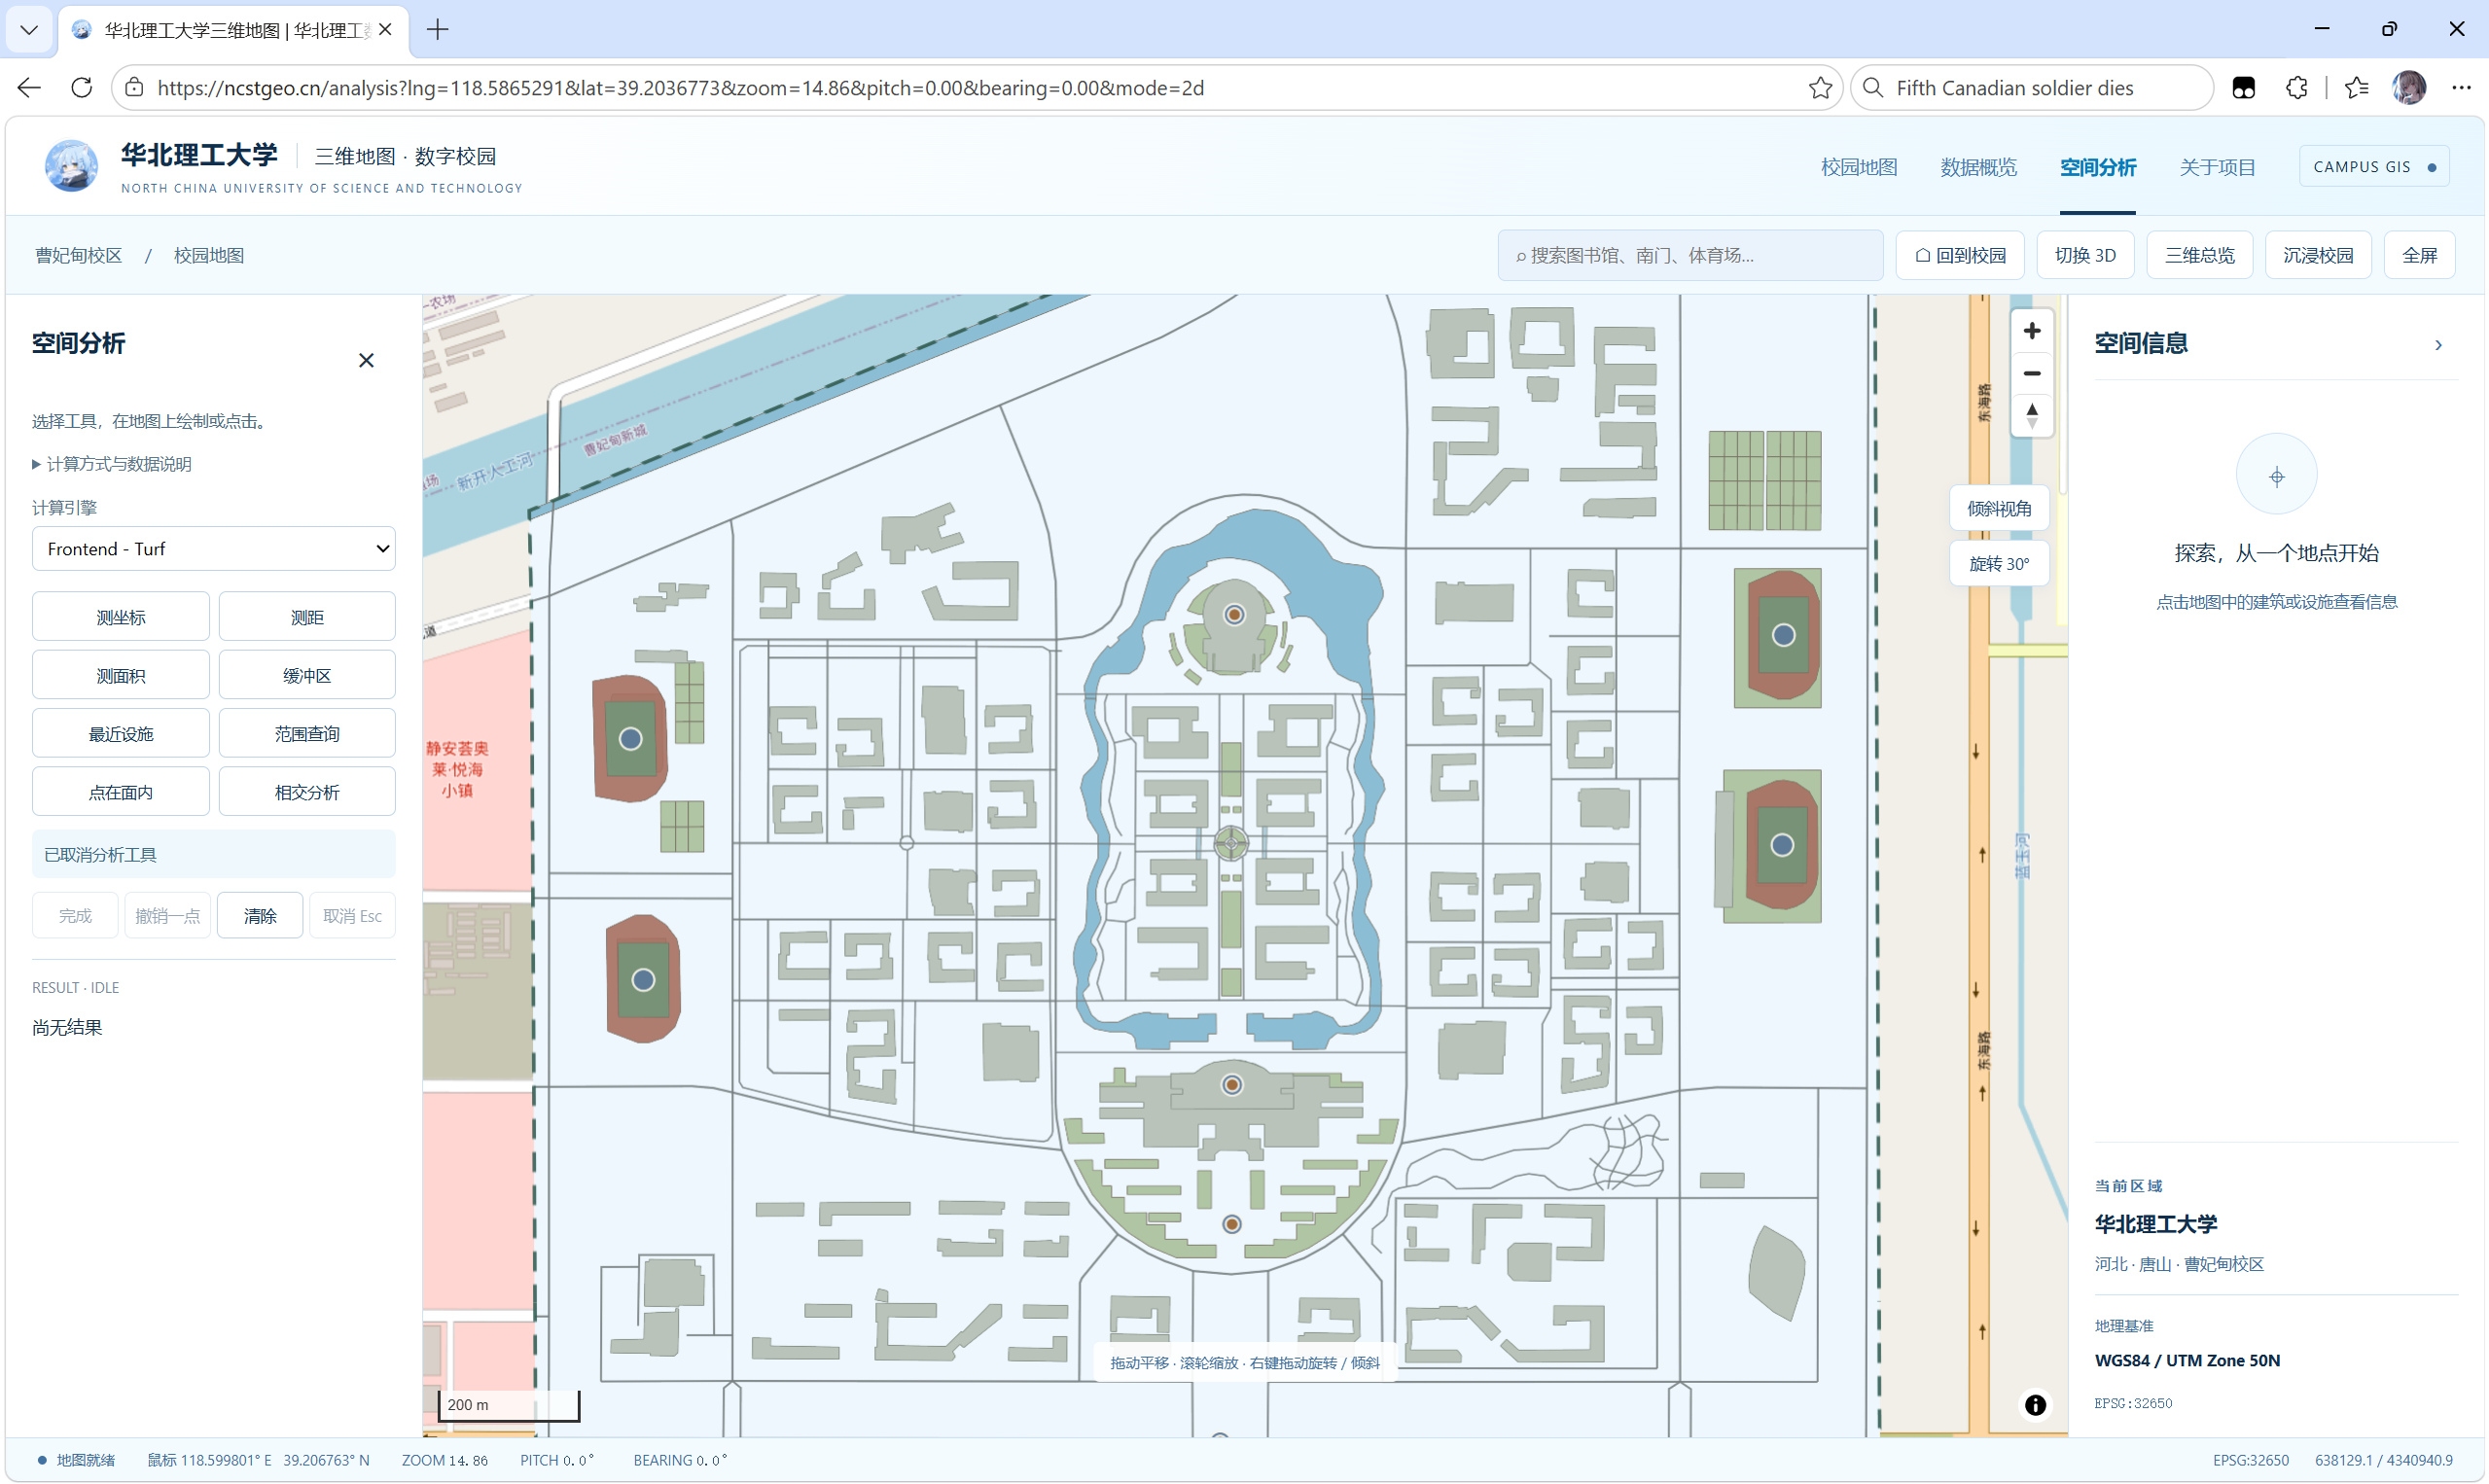 华北理工大学三维地图 | 华北理工
https://ncstgeo.cn/analysis?lng=118.5865291&lat=39.2036773&zoom=14.86&pitch=0.00&bearing=0.00&mode=2d
Fifth Canadian soldier dies
华北理工大学
三维地图 · 数字校园
NORTH CHINA UNIVERSITY OF SCIENCE AND TECHNOLOGY
校园地图
数据概览
空间分析
关于项目
CAMPUS GIS
曹妃甸校区 / 校园地图
搜索图书馆、南门、体育场...
回到校园
切换 3D
三维总览
沉浸校园
全屏
空间分析
选择工具，在地图上绘制或点击。
计算方式与数据说明
计算引擎
Frontend - Turf
测坐标
测距
测面积
缓冲区
最近设施
范围查询
点在面内
相交分析
已取消分析工具
完成
撤销一点
清除
取消 Esc
RESULT · IDLE
尚无结果
一农场
曹妃甸新城
新开人工河
场
道
静安荟奥
莱·悦海
小镇
东海路
东海路
倾斜视角
旋转 30°
拖动平移 · 滚轮缩放 · 右键拖动旋转 / 倾斜
200 m
空间信息
探索，从一个地点开始
点击地图中的建筑或设施查看信息
当前区域
华北理工大学
河北 · 唐山 · 曹妃甸校区
地理基准
WGS84 / UTM Zone 50N
EPSG:32650
地图就绪
鼠标 118.599801° E 39.206763° N
ZOOM 14.86
PITCH 0.0°
BEARING 0.0°
EPSG:32650
638129.1 / 4340940.9